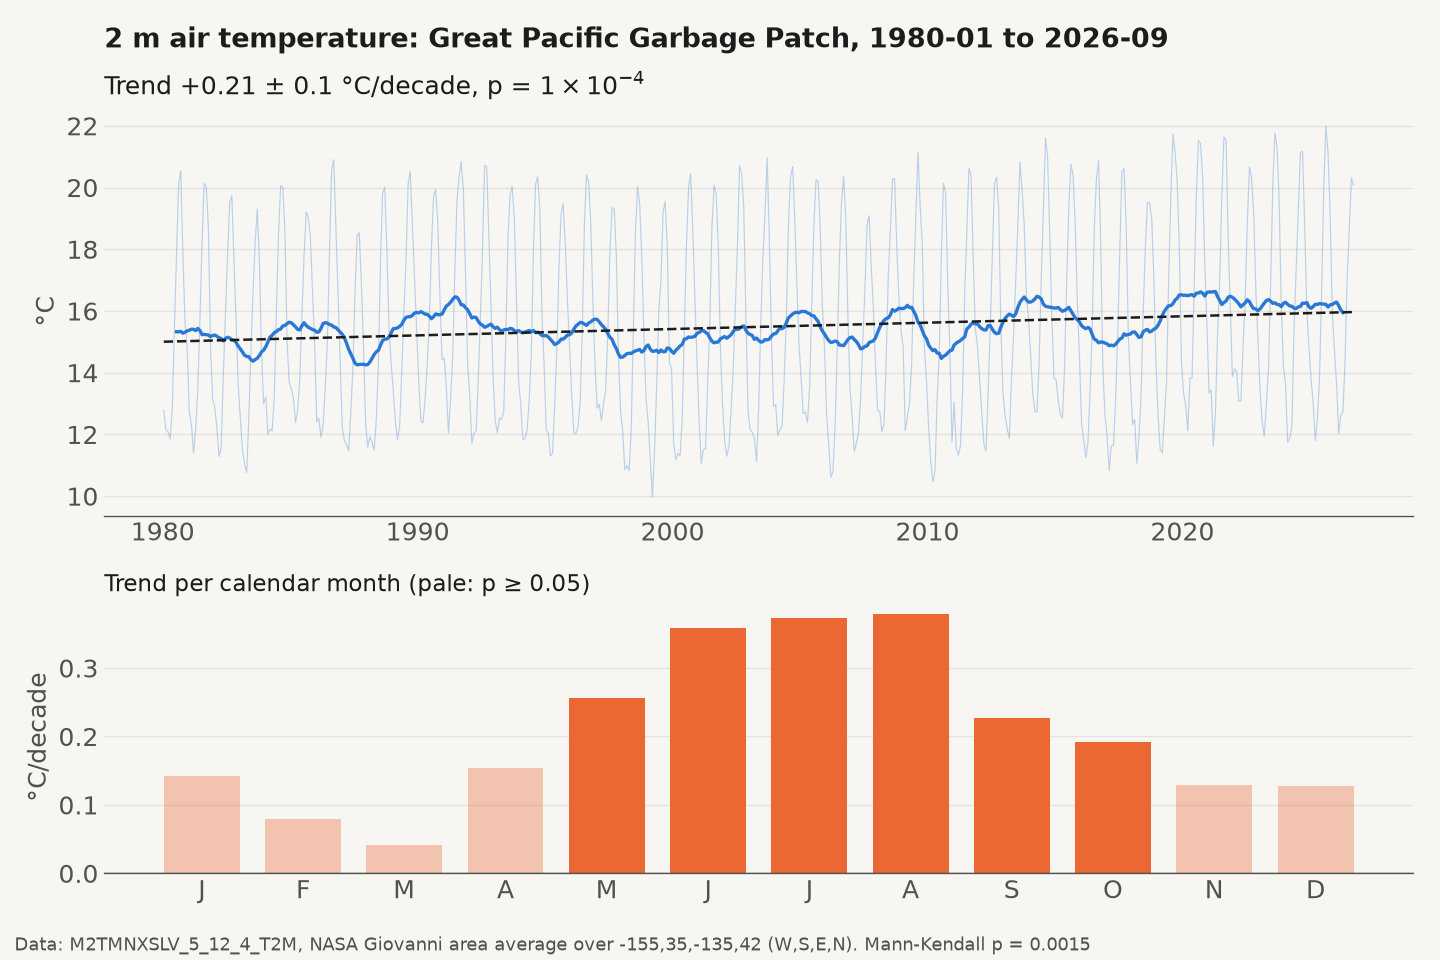 2 m air temperature: Great Pacific Garbage Patch, 1980-01 to 2026-09
Trend +0.21 ± 0.1 °C/decade, p = 1 × 10⁻⁴
22
20
18
16
14
12
10
°C
1980 1990 2000 2010 2020
Trend per calendar month (pale: p ≥ 0.05)
0.3
0.2
0.1
0.0
°C/decade
J F M A M J J A S O N D
Data: M2TMNXSLV_5_12_4_T2M, NASA Giovanni area average over -155,35,-135,42 (W,S,E,N). Mann-Kendall p = 0.0015